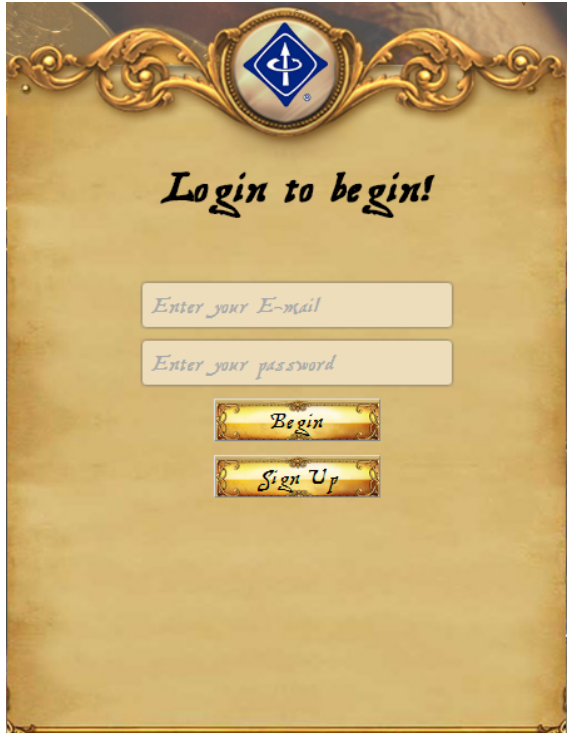 Login to begin!
Enter your E-mail
Enter your password
Begin
Sign Up
®